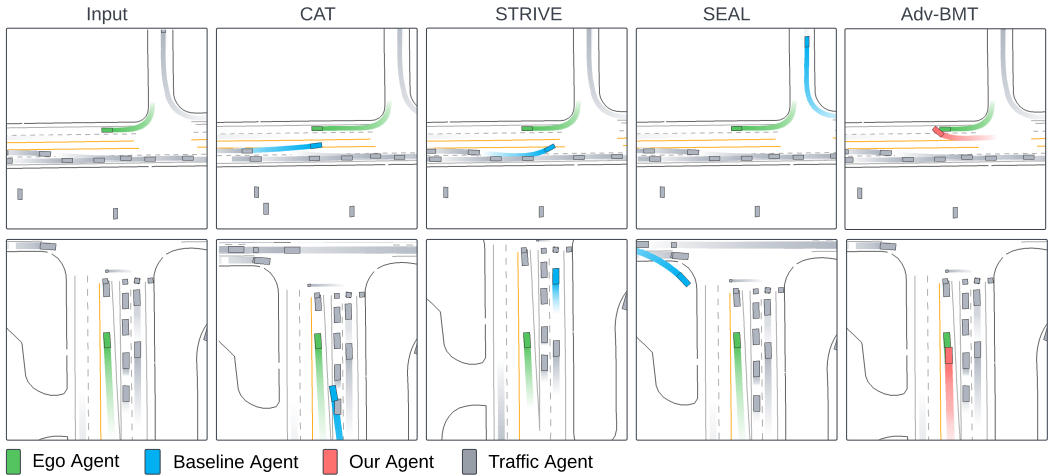 Input CAT STRIVE SEAL Adv-BMT
Ego Agent Baseline Agent Our Agent Traffic Agent